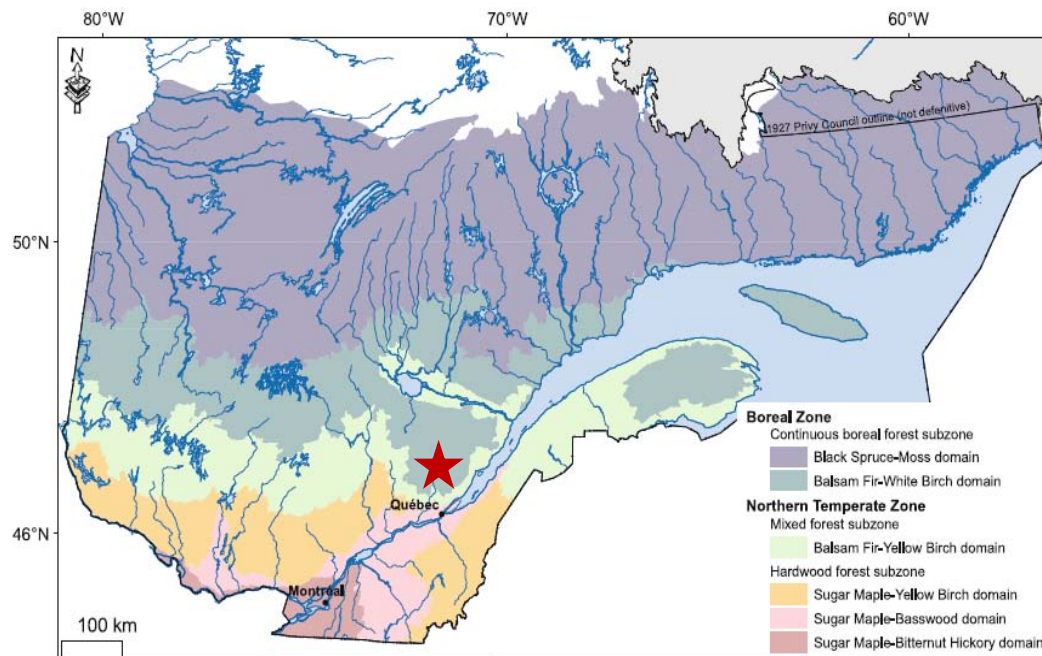 80°W 70°W 60°W
N
1927 Privy Council outline (not defenitive)
50°N
46°N
Québec
Montréal
100 km
Boreal Zone
Continuous boreal forest subzone
Black Spruce-Moss domain
Balsam Fir-White Birch domain
Northern Temperate Zone
Mixed forest subzone
Balsam Fir-Yellow Birch domain
Hardwood forest subzone
Sugar Maple-Yellow Birch domain
Sugar Maple-Basswood domain
Sugar Maple-Bitternut Hickory domain